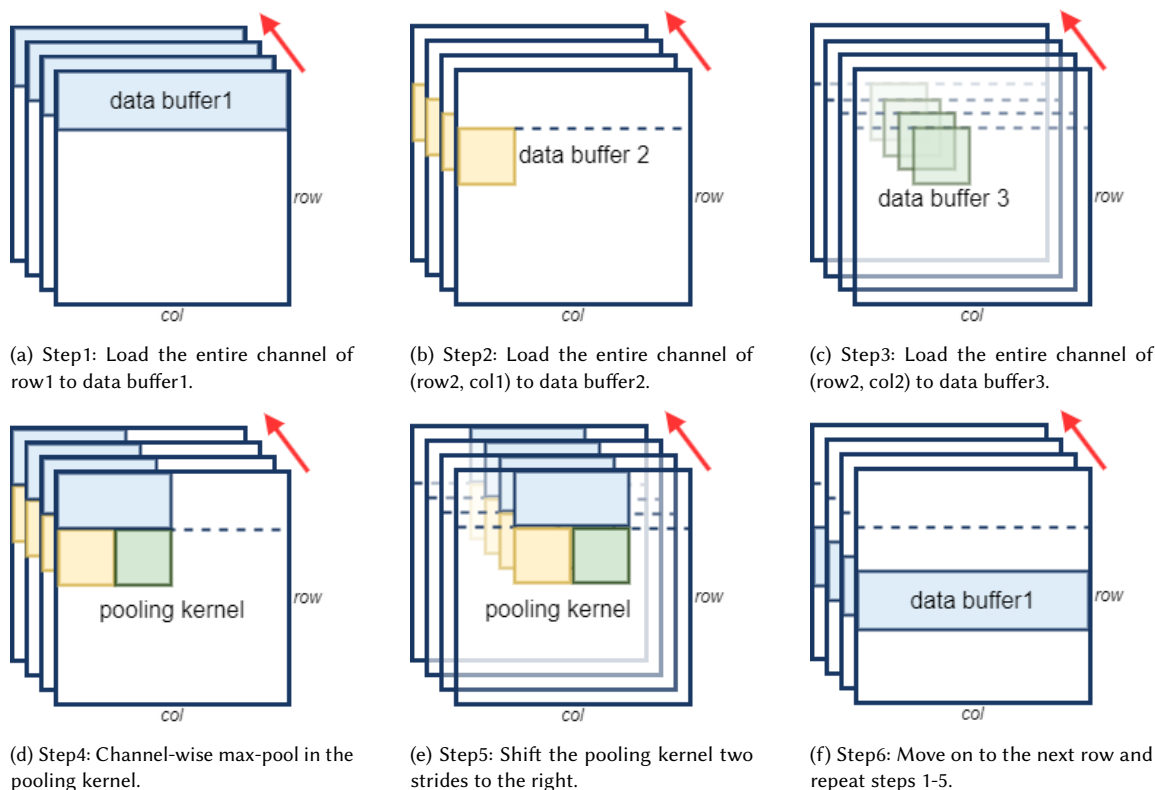 data buffer1
row
col
(a) Step1: Load the entire channel of
row1 to data buffer1.
data buffer 2
row
col
(b) Step2: Load the entire channel of
(row2, col1) to data buffer2.
data buffer 3
row
col
(c) Step3: Load the entire channel of
(row2, col2) to data buffer3.
pooling kernel
row
col
(d) Step4: Channel-wise max-pool in the
pooling kernel.
pooling kernel
row
col
(e) Step5: Shift the pooling kernel two
strides to the right.
data buffer1
row
col
(f) Step6: Move on to the next row and
repeat steps 1-5.